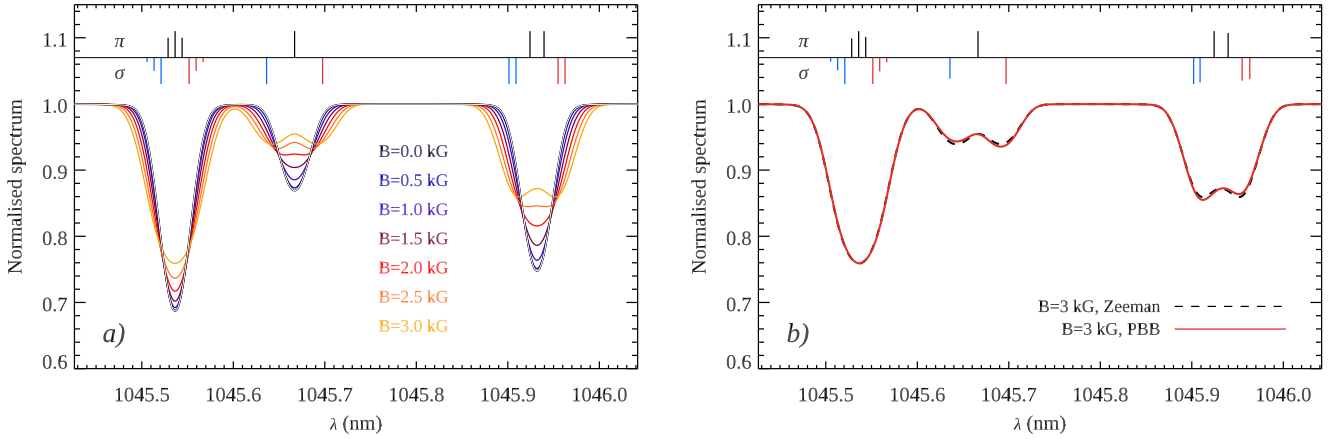 1.1
1.0
0.9
0.8
0.7
0.6
Normalised spectrum
π
σ
B=0.0 kG
B=0.5 kG
B=1.0 kG
B=1.5 kG
B=2.0 kG
B=2.5 kG
B=3.0 kG
a)
1045.5 1045.6 1045.7 1045.8 1045.9 1046.0
λ (nm)
1.1
1.0
0.9
0.8
0.7
0.6
Normalised spectrum
π
σ
B=3 kG, Zeeman
B=3 kG, PBB
b)
1045.5 1045.6 1045.7 1045.8 1045.9 1046.0
λ (nm)